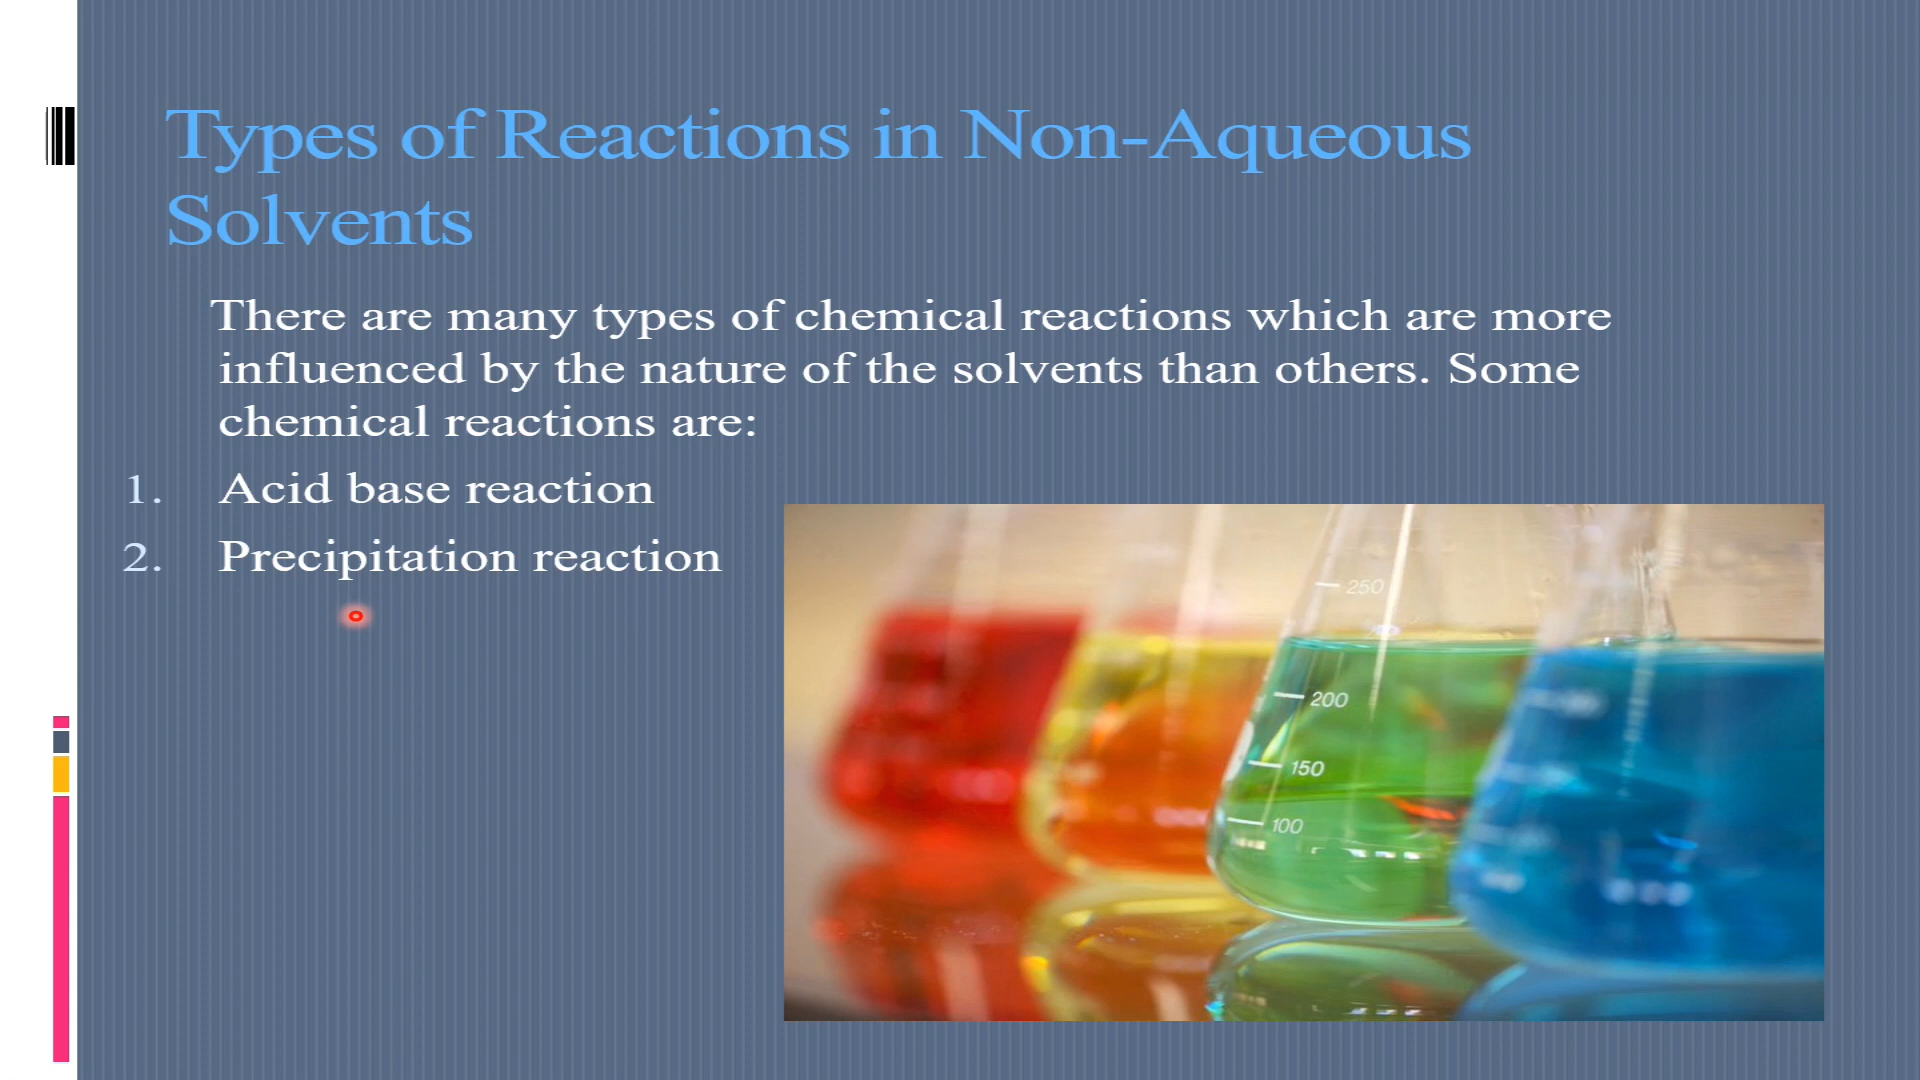 Types of Reactions in Non-Aqueous
Solvents
There are many types of chemical reactions which are more
influenced by the nature of the solvents than others. Some
chemical reactions are:
1. Acid base reaction
2. Precipitation reaction
250
200
150
100